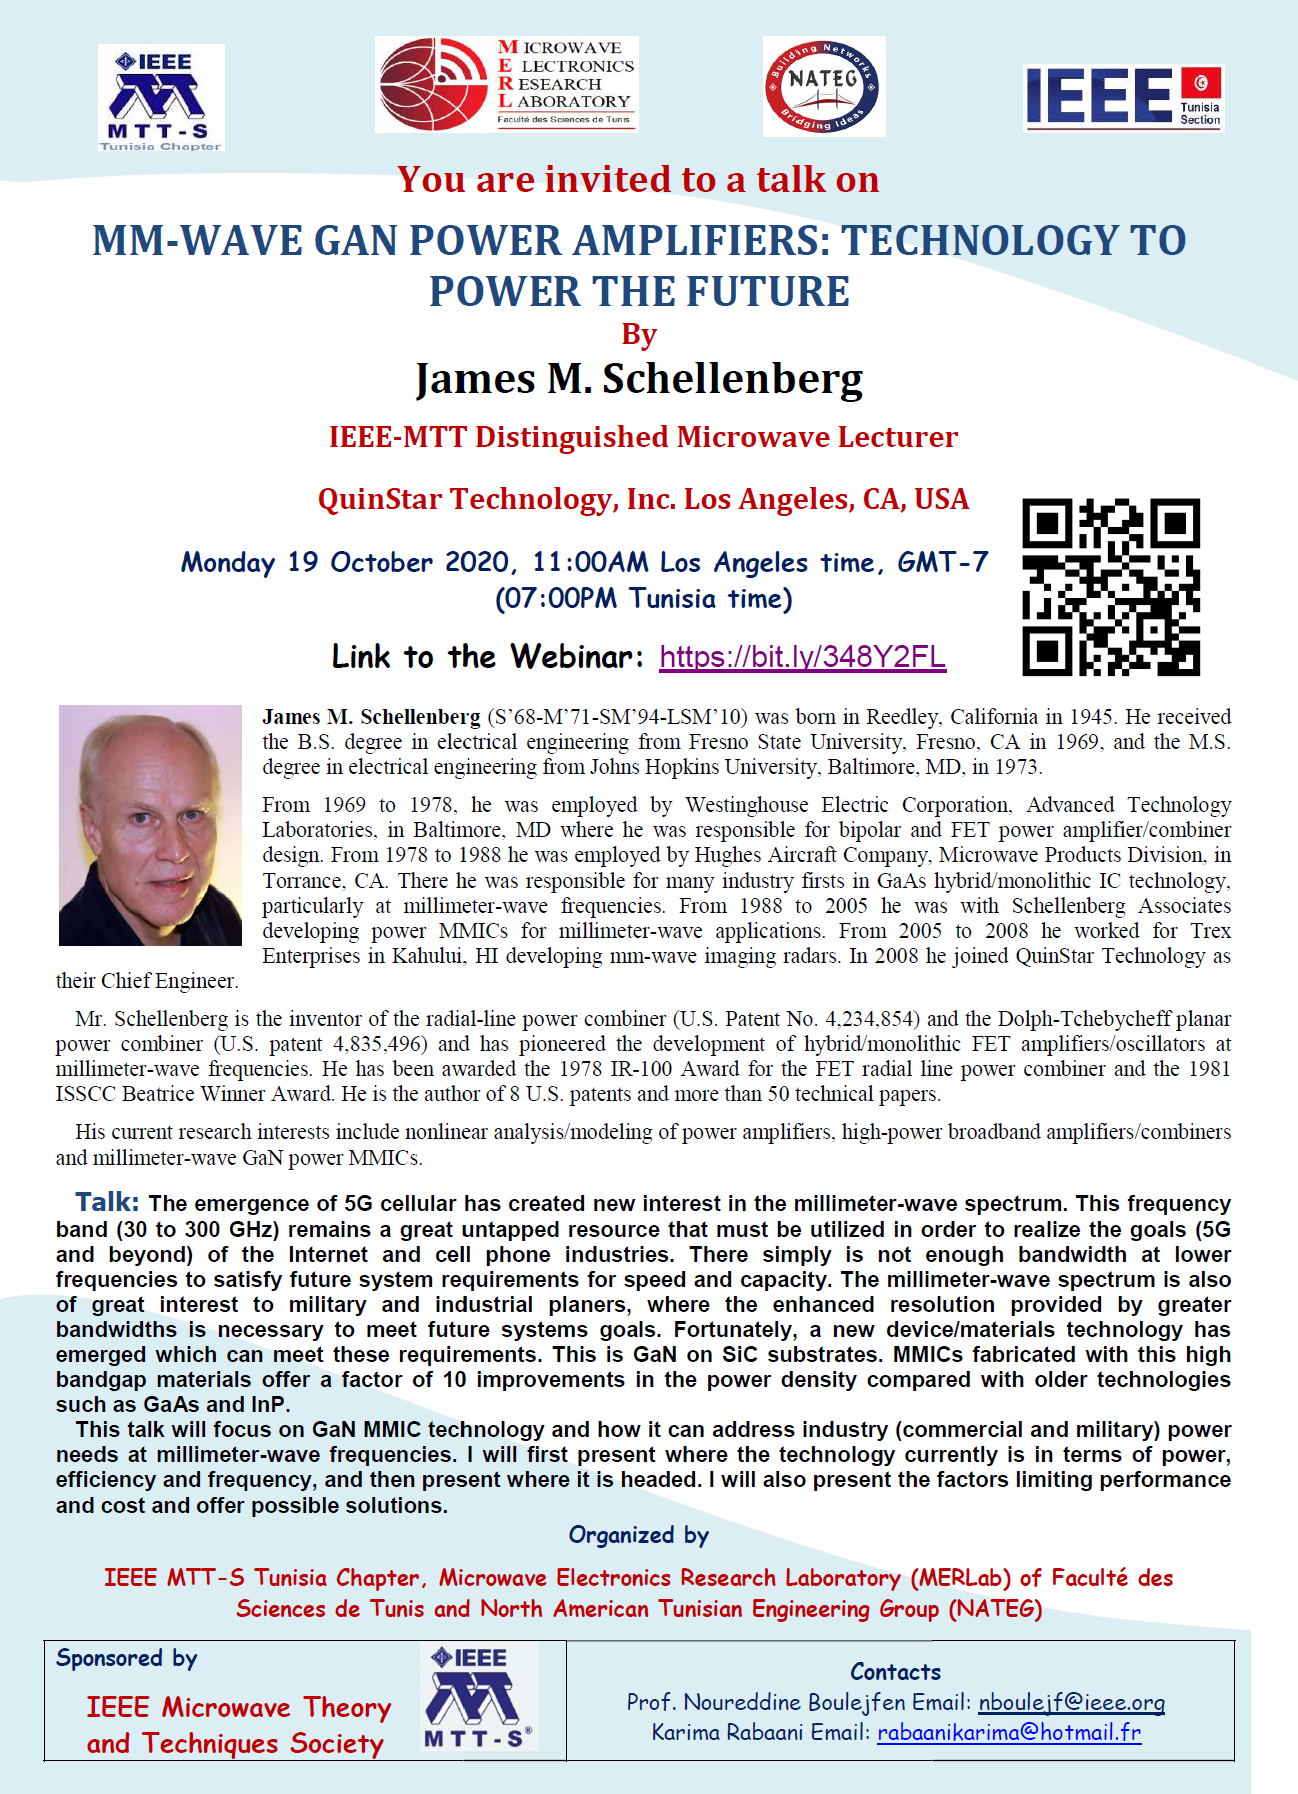 IEEE
MTT-S
Tunisia Chapter
MICROWAVE
ELECTRONICS
RESEARCH
LABORATORY
Faculté des Sciences de Tunis
Building Networks
NATEG
Bridging Ideas
IEEE
Tunisia
Section
You are invited to a talk on
MM-WAVE GAN POWER AMPLIFIERS: TECHNOLOGY TO
POWER THE FUTURE
By
James M. Schellenberg
IEEE-MTT Distinguished Microwave Lecturer
QuinStar Technology, Inc. Los Angeles, CA, USA
Monday 19 October 2020, 11:00AM Los Angeles time, GMT-7
(07:00PM Tunisia time)
Link to the Webinar: https://bit.ly/348Y2FL
James M. Schellenberg (S’68-M’71-SM’94-LSM’10) was born in Reedley, California in 1945. He received
the B.S. degree in electrical engineering from Fresno State University, Fresno, CA in 1969, and the M.S.
degree in electrical engineering from Johns Hopkins University, Baltimore, MD, in 1973.
From 1969 to 1978, he was employed by Westinghouse Electric Corporation, Advanced Technology
Laboratories, in Baltimore, MD where he was responsible for bipolar and FET power amplifier/combiner
design. From 1978 to 1988 he was employed by Hughes Aircraft Company, Microwave Products Division, in
Torrance, CA. There he was responsible for many industry firsts in GaAs hybrid/monolithic IC technology,
particularly at millimeter-wave frequencies. From 1988 to 2005 he was with Schellenberg Associates
developing power MMICs for millimeter-wave applications. From 2005 to 2008 he worked for Trex
Enterprises in Kahului, HI developing mm-wave imaging radars. In 2008 he joined QuinStar Technology as
their Chief Engineer.
Mr. Schellenberg is the inventor of the radial-line power combiner (U.S. Patent No. 4,234,854) and the Dolph-Tchebycheff planar
power combiner (U.S. patent 4,835,496) and has pioneered the development of hybrid/monolithic FET amplifiers/oscillators at
millimeter-wave frequencies. He has been awarded the 1978 IR-100 Award for the FET radial line power combiner and the 1981
ISSCC Beatrice Winner Award. He is the author of 8 U.S. patents and more than 50 technical papers.
His current research interests include nonlinear analysis/modeling of power amplifiers, high-power broadband amplifiers/combiners
and millimeter-wave GaN power MMICs.
Talk: The emergence of 5G cellular has created new interest in the millimeter-wave spectrum. This frequency
band (30 to 300 GHz) remains a great untapped resource that must be utilized in order to realize the goals (5G
and beyond) of the Internet and cell phone industries. There simply is not enough bandwidth at lower
frequencies to satisfy future system requirements for speed and capacity. The millimeter-wave spectrum is also
of great interest to military and industrial planers, where the enhanced resolution provided by greater
bandwidths is necessary to meet future systems goals. Fortunately, a new device/materials technology has
emerged which can meet these requirements. This is GaN on SiC substrates. MMICs fabricated with this high
bandgap materials offer a factor of 10 improvements in the power density compared with older technologies
such as GaAs and InP.
This talk will focus on GaN MMIC technology and how it can address industry (commercial and military) power
needs at millimeter-wave frequencies. I will first present where the technology currently is in terms of power,
efficiency and frequency, and then present where it is headed. I will also present the factors limiting performance
and cost and offer possible solutions.
Organized by
IEEE MTT-S Tunisia Chapter, Microwave Electronics Research Laboratory (MERLab) of Faculté des
Sciences de Tunis and North American Tunisian Engineering Group (NATEG)
Sponsored by
IEEE Microwave Theory
and Techniques Society
IEEE
MTT-S®
Contacts
Prof. Noureddine Boulejfen Email: nboulejf@ieee.org
Karima Rabaani Email: rabaanikarima@hotmail.fr